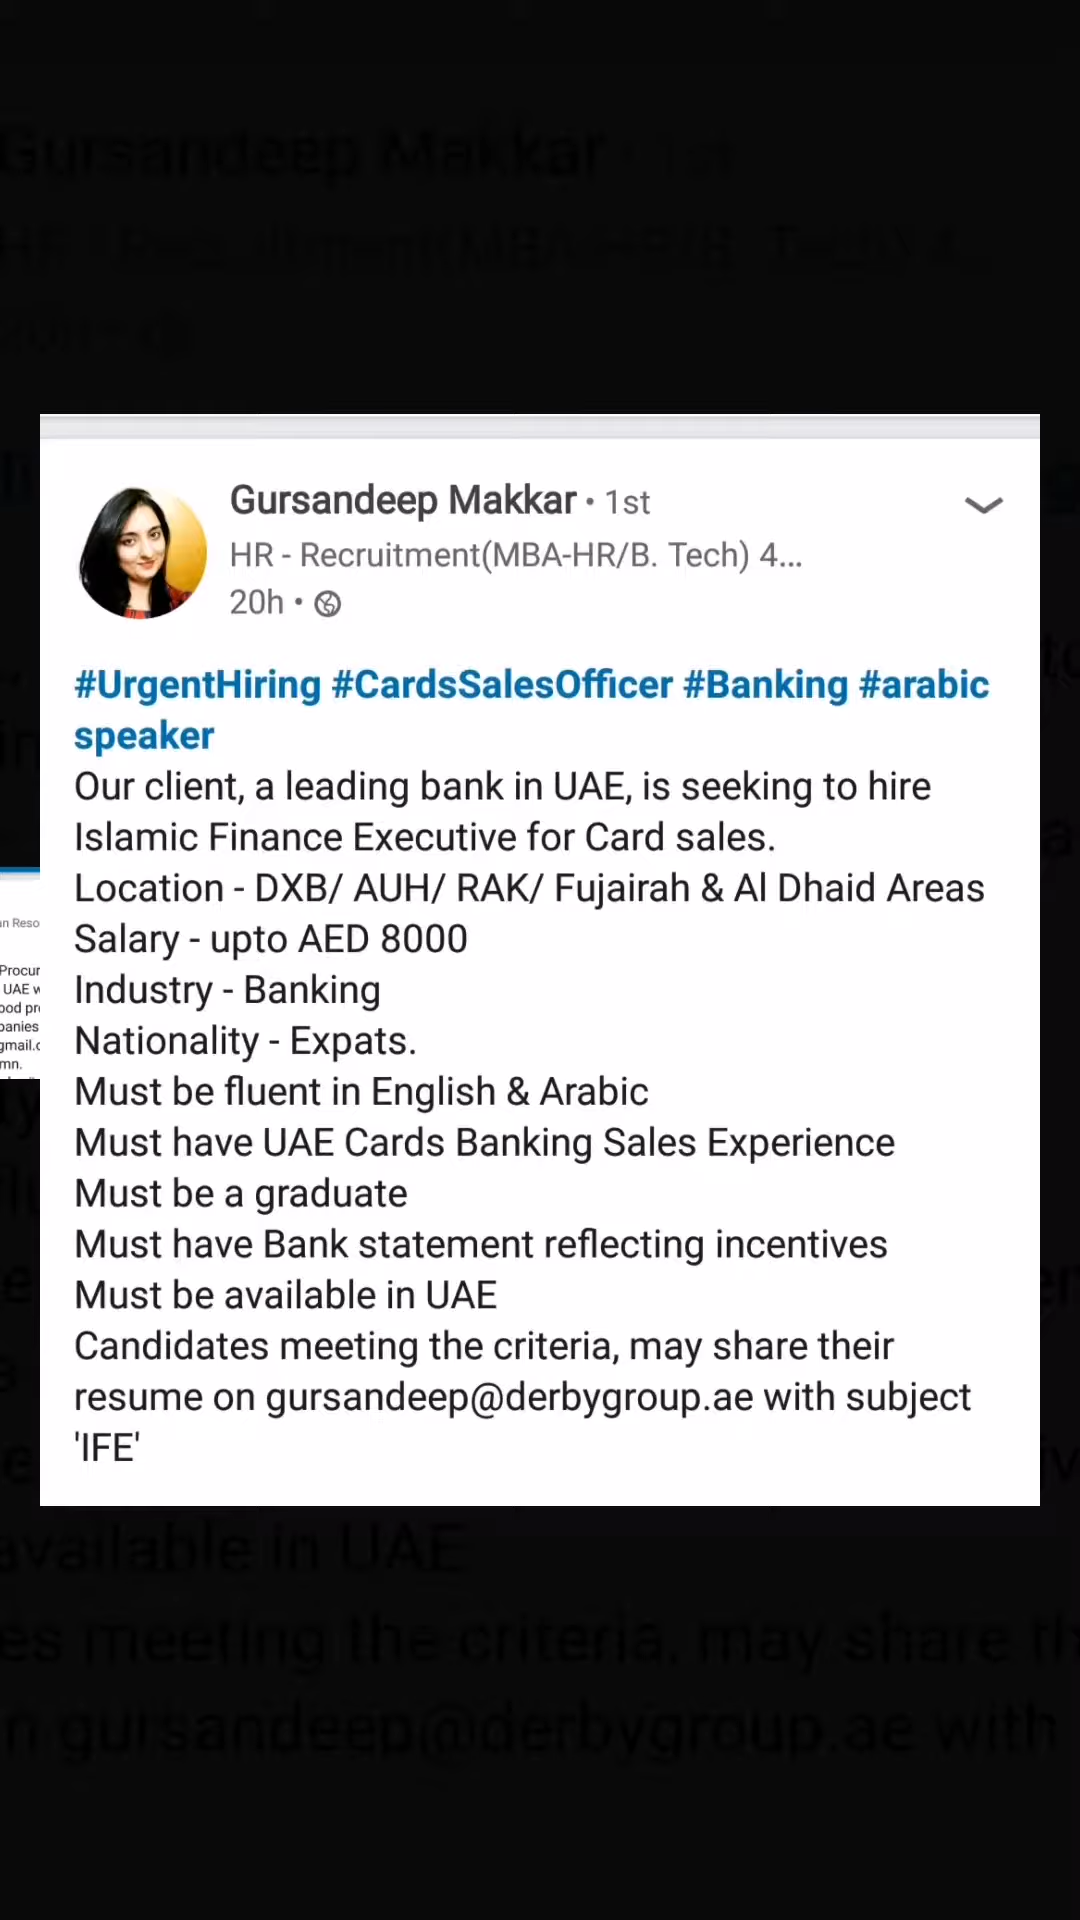 Gursandeep Makkar • 1st
HR - Recruitment(MBA-HR/B. Tech) 4...
20h •
#UrgentHiring #CardsSalesOfficer #Banking #arabic
speaker
Our client, a leading bank in UAE, is seeking to hire
Islamic Finance Executive for Card sales.
Location - DXB/ AUH/ RAK/ Fujairah & Al Dhaid Areas
Salary - upto AED 8000
Industry - Banking
Nationality - Expats.
Must be fluent in English & Arabic
Must have UAE Cards Banking Sales Experience
Must be a graduate
Must have Bank statement reflecting incentives
Must be available in UAE
Candidates meeting the criteria, may share their
resume on gursandeep@derbygroup.ae with subject
'IFE'